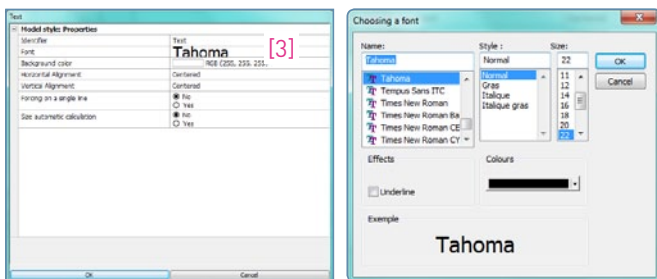 Text
Model style: Properties
Identifier Text
Font Tahoma [3]
Background color RGB (255, 255, 255,
Horizontal Alignment Centered
Vertical Alignment Centered
Forcing on a single line No
Yes
Size automatic calculation No
Yes
OK Cancel
Choosing a font
Name: Style : Size:
Tahoma Normal 22 OK
Tahoma Normal 11 Cancel
Tempus Sans ITC Gras 12
Times New Roman Italique 14
Times New Roman Ba Italique gras 16
Times New Roman CE 18
Times New Roman CY 20
22
Effects Colours
Underline
Exemple
Tahoma